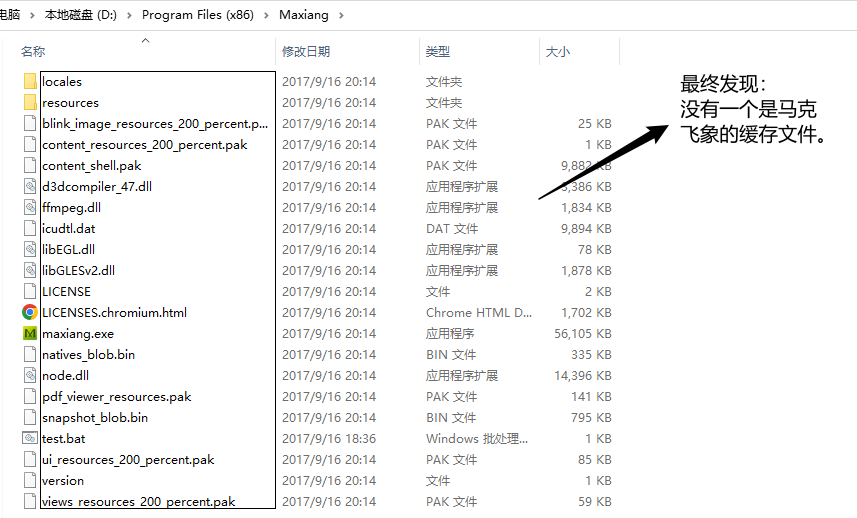 电脑 > 本地磁盘 (D:) > Program Files (x86) > Maxiang >
名称 修改日期 类型 大小
locales 2017/9/16 20:14 文件夹
resources 2017/9/16 20:14 文件夹
blink_image_resources_200_percent.p... 2017/9/16 20:14 PAK 文件 25 KB
content_resources_200_percent.pak 2017/9/16 20:14 PAK 文件 1 KB
content_shell.pak 2017/9/16 20:14 PAK 文件 9,882 KB
d3dcompiler_47.dll 2017/9/16 20:14 应用程序扩展 3,386 KB
ffmpeg.dll 2017/9/16 20:14 应用程序扩展 1,834 KB
icudtl.dat 2017/9/16 20:14 DAT 文件 9,894 KB
libEGL.dll 2017/9/16 20:14 应用程序扩展 78 KB
libGLESv2.dll 2017/9/16 20:14 应用程序扩展 1,878 KB
LICENSE 2017/9/16 20:14 文件 2 KB
LICENSES.chromium.html 2017/9/16 20:14 Chrome HTML D... 1,702 KB
maxiang.exe 2017/9/16 20:14 应用程序 56,105 KB
natives_blob.bin 2017/9/16 20:14 BIN 文件 335 KB
node.dll 2017/9/16 20:14 应用程序扩展 14,396 KB
pdf_viewer_resources.pak 2017/9/16 20:14 PAK 文件 141 KB
snapshot_blob.bin 2017/9/16 20:14 BIN 文件 795 KB
test.bat 2017/9/16 18:36 Windows 批处理... 1 KB
ui_resources_200_percent.pak 2017/9/16 20:14 PAK 文件 85 KB
version 2017/9/16 20:14 文件 1 KB
views_resources_200_percent.pak 2017/9/16 20:14 PAK 文件 59 KB
最终发现：
没有一个是马克
飞象的缓存文件。